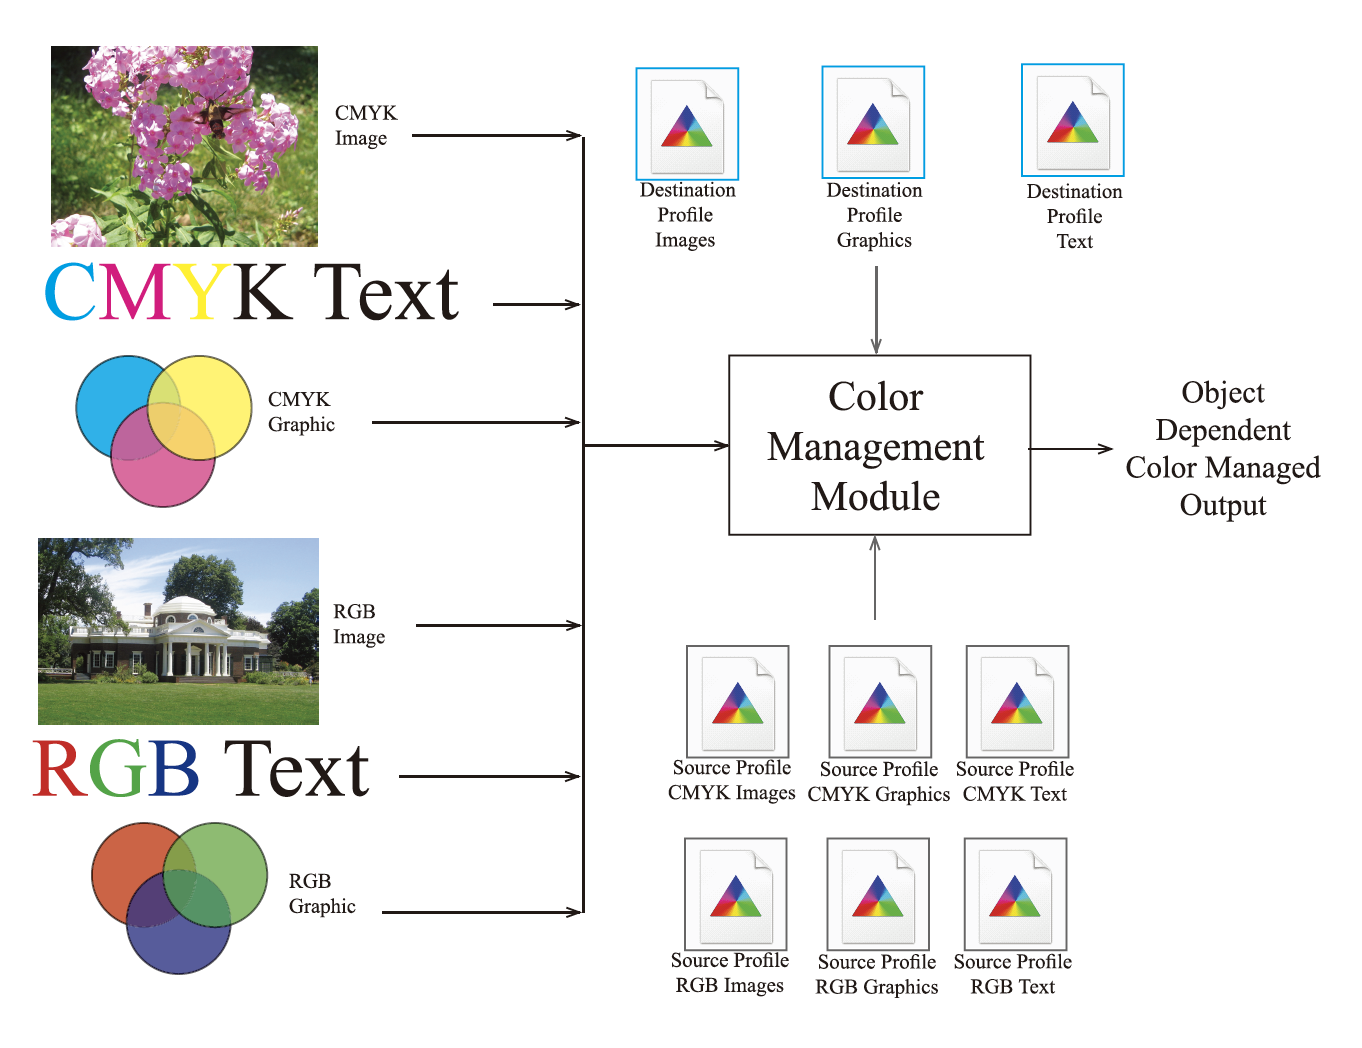 CMYK
Image
CMYK Text
CMYK
Graphic
RGB
Image
RGB Text
RGB
Graphic
Destination
Profile
Images
Destination
Profile
Graphics
Destination
Profile
Text
Color
Management
Module
Object
Dependent
Color Managed
Output
Source Profile
CMYK Images
Source Profile
CMYK Graphics
Source Profile
CMYK Text
Source Profile
RGB Images
Source Profile
RGB Graphics
Source Profile
RGB Text